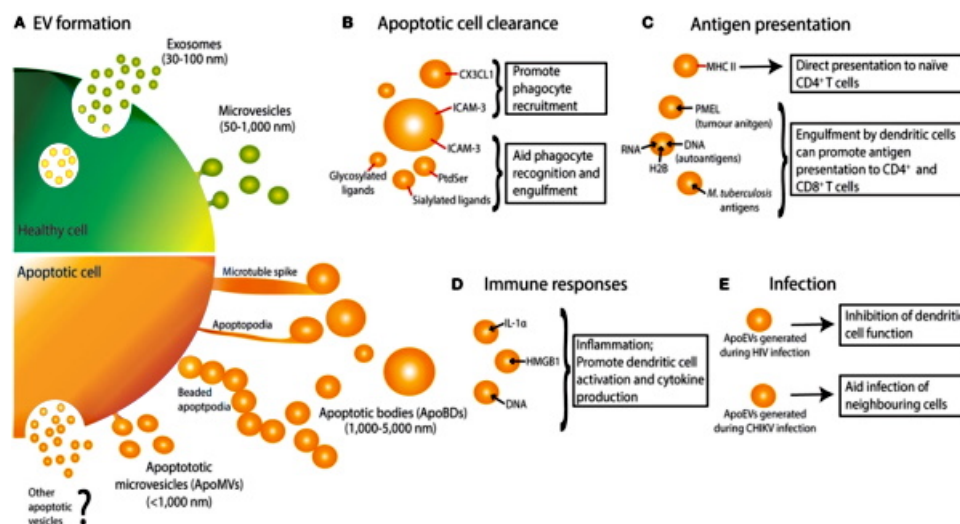 A EV formation
Exosomes
(30-100 nm)
Microvesicles
(50-1,000 nm)
Healthy cell
Apoptotic cell
Microtuble spike
Apoptopodia
Beaded
apoptpodia
Apoptotic bodies (ApoBDs)
(1,000-5,000 nm)
Apoptototic
microvesicles (ApoMVs)
(<1,000 nm)
Other
apoptotic
vesicles
?
B Apoptotic cell clearance
CX3CL1
ICAM-3
Promote
phagocyte
recruitment
ICAM-3
Glycosylated
ligands
PtdSer
Sialylated ligands
Aid phagocyte
recognition and
engulfment
C Antigen presentation
MHC II
Direct presentation to naïve
CD4⁺ T cells
PMEL
(tumour anitgen)
RNA
DNA
(autoantigens)
H2B
M. tuberculosis
antigens
Engulfment by dendritic cells
can promote antigen
presentation to CD4⁺ and
CD8⁺ T cells
D Immune responses
IL-1α
HMGB1
DNA
Inflammation;
Promote dendritic cell
activation and cytokine
production
E Infection
ApoEVs generated
during HIV infection
Inhibition of dendritic
cell function
ApoEVs generated
during CHIKV infection
Aid infection of
neighbouring cells